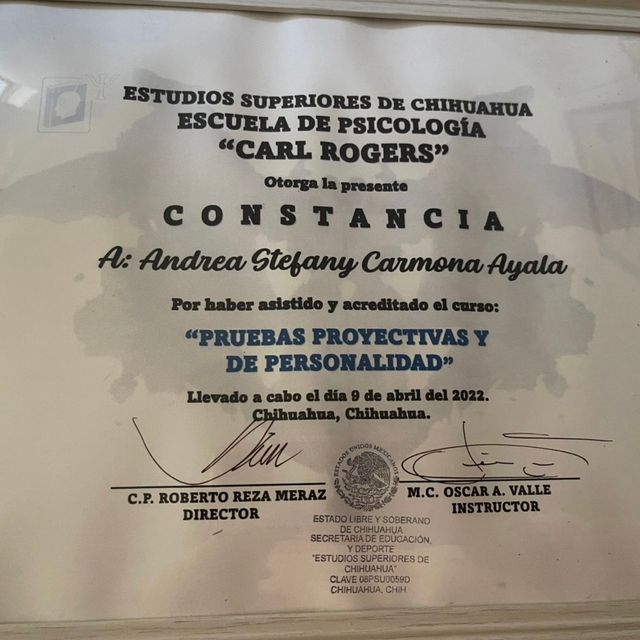 ESTUDIOS SUPERIORES DE CHIHUAHUA
ESCUELA DE PSICOLOGÍA
“CARL ROGERS”
Otorga la presente
CONSTANCIA
A: Andrea Stefany Carmona Ayala
Por haber asistido y acreditado el curso:
“PRUEBAS PROYECTIVAS Y
DE PERSONALIDAD”
Llevado a cabo el día 9 de abril del 2022.
Chihuahua, Chihuahua.
C.P. ROBERTO REZA MERAZ
DIRECTOR
ESTADOS UNIDOS MEXICANOS
ESTADO LIBRE Y SOBERANO
DE CHIHUAHUA
SECRETARIA DE EDUCACIÓN,
Y DEPORTE
"ESTUDIOS SUPERIORES DE
CHIHUAHUA"
CLAVE 08PSU0059D
CHIHUAHUA, CHIH.
M.C. OSCAR A. VALLE
INSTRUCTOR